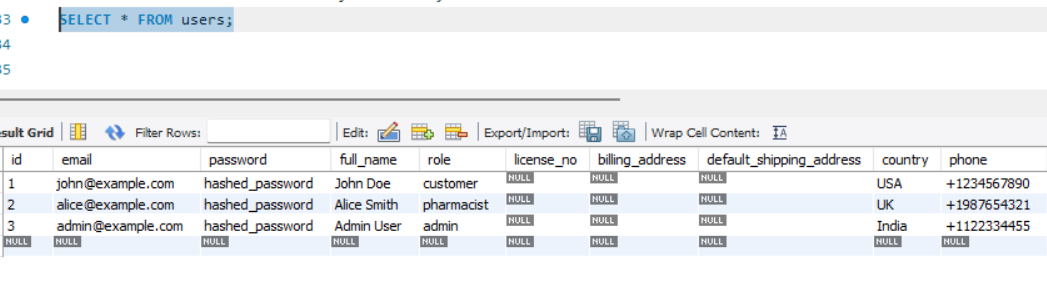 33 SELECT * FROM users;
34
35
esult Grid Filter Rows: Edit: Export/Import: Wrap Cell Content: IA
id email password full_name role license_no billing_address default_shipping_address country phone
1 john@example.com hashed_password John Doe customer NULL NULL NULL USA +1234567890
2 alice@example.com hashed_password Alice Smith pharmacist NULL NULL NULL UK +1987654321
3 admin@example.com hashed_password Admin User admin NULL NULL NULL India +1122334455
NULL NULL NULL NULL NULL NULL NULL NULL NULL NULL